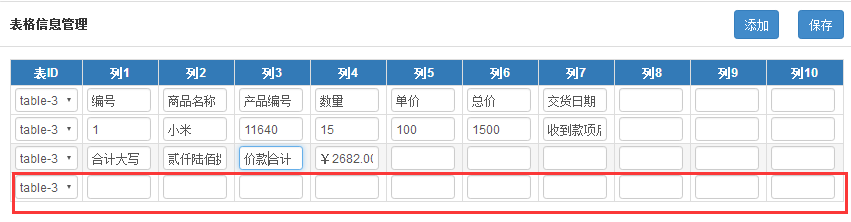 表格信息管理 添加 保存
表ID 列1 列2 列3 列4 列5 列6 列7 列8 列9 列10
table-3 编号 商品名称 产品编号 数量 单价 总价 交货日期
table-3 1 小米 11640 15 100 1500 收到款项后
table-3 合计大写 贰仟陆佰捌 价款合计 ￥2682.00
table-3